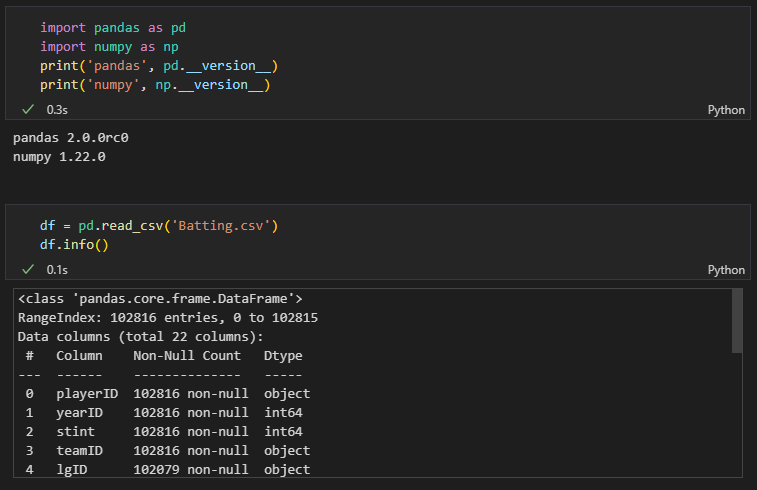 import pandas as pd
import numpy as np
print('pandas', pd.__version__)
print('numpy', np.__version__)
0.3s
Python
pandas 2.0.0rc0
numpy 1.22.0
df = pd.read_csv('Batting.csv')
df.info()
0.1s
Python
<class 'pandas.core.frame.DataFrame'>
RangeIndex: 102816 entries, 0 to 102815
Data columns (total 22 columns):
 #   Column    Non-Null Count   Dtype
---  ------    --------------   -----
 0   playerID  102816 non-null  object
 1   yearID    102816 non-null  int64
 2   stint     102816 non-null  int64
 3   teamID    102816 non-null  object
 4   lgID      102079 non-null  object